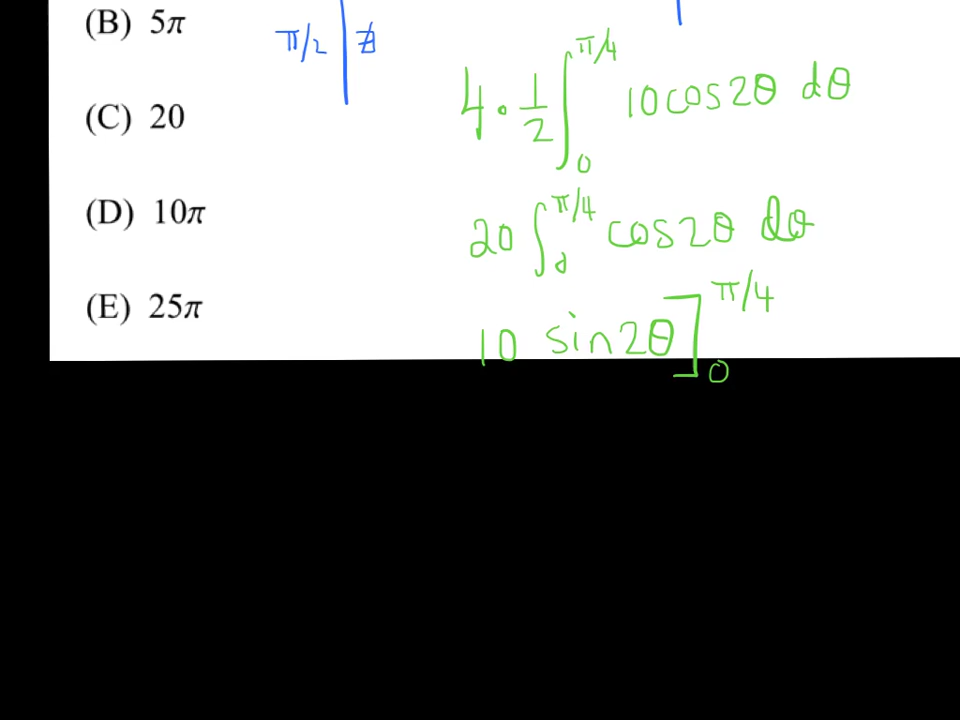 (B) 5π
π/2 | ∄
4 · 1/2 ∫₀^π/4 10cos2θ dθ
(C) 20
(D) 10π
20 ∫₀^π/4 cos2θ dθ
(E) 25π
10 sin2θ]₀^π/4